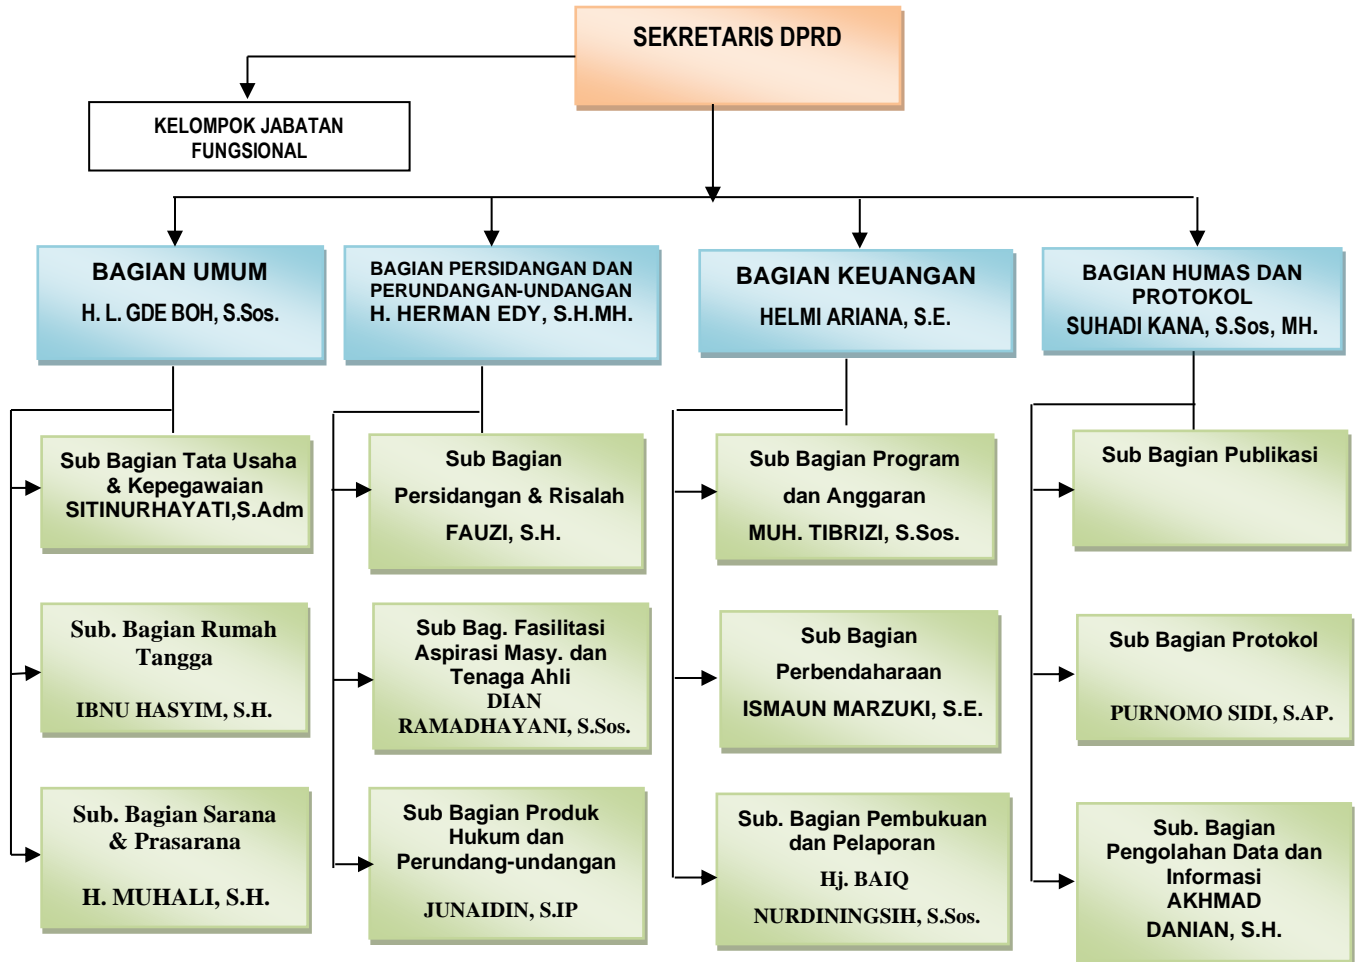 SEKRETARIS DPRD
KELOMPOK JABATAN
FUNGSIONAL
BAGIAN UMUM
H. L. GDE BOH, S.Sos.
BAGIAN PERSIDANGAN DAN
PERUNDANGAN-UNDANGAN
H. HERMAN EDY, S.H.MH.
BAGIAN KEUANGAN
HELMI ARIANA, S.E.
BAGIAN HUMAS DAN
PROTOKOL
SUHADI KANA, S.Sos, MH.
Sub Bagian Tata Usaha
& Kepegawaian
SITINURHAYATI,S.Adm
Sub Bagian
Persidangan & Risalah
FAUZI, S.H.
Sub Bagian Program
dan Anggaran
MUH. TIBRIZI, S.Sos.
Sub Bagian Publikasi
Sub. Bagian Rumah
Tangga
IBNU HASYIM, S.H.
Sub Bag. Fasilitasi
Aspirasi Masy. dan
Tenaga Ahli
DIAN
RAMADHAYANI, S.Sos.
Sub Bagian
Perbendaharaan
ISMAUN MARZUKI, S.E.
Sub Bagian Protokol
PURNOMO SIDI, S.AP.
Sub. Bagian Sarana
& Prasarana
H. MUHALI, S.H.
Sub Bagian Produk
Hukum dan
Perundang-undangan
JUNAIDIN, S.IP
Sub. Bagian Pembukuan
dan Pelaporan
Hj. BAIQ
NURDININGSIH, S.Sos.
Sub. Bagian
Pengolahan Data dan
Informasi
AKHMAD
DANIAN, S.H.